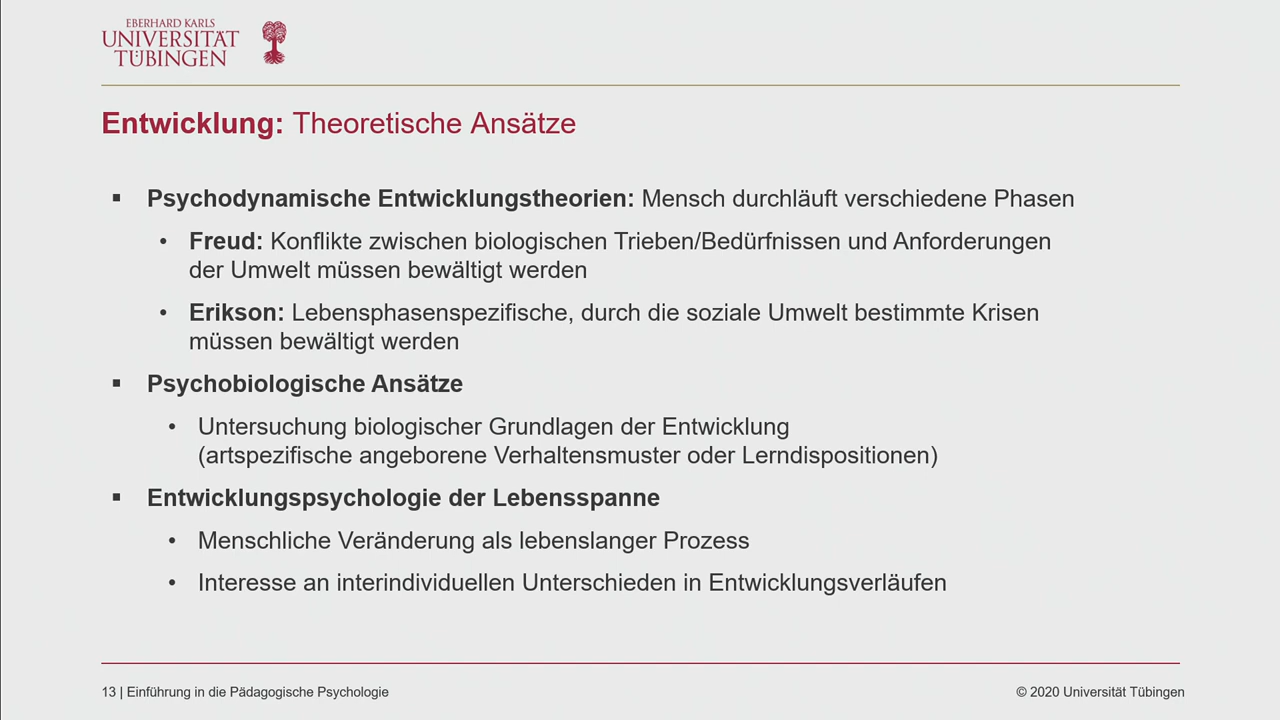 EBERHARD KARLS
UNIVERSITÄT
TÜBINGEN
Entwicklung: Theoretische Ansätze
▪ Psychodynamische Entwicklungstheorien: Mensch durchläuft verschiedene Phasen
• Freud: Konflikte zwischen biologischen Trieben/Bedürfnissen und Anforderungen
der Umwelt müssen bewältigt werden
• Erikson: Lebensphasenspezifische, durch die soziale Umwelt bestimmte Krisen
müssen bewältigt werden
▪ Psychobiologische Ansätze
• Untersuchung biologischer Grundlagen der Entwicklung
(artspezifische angeborene Verhaltensmuster oder Lerndispositionen)
▪ Entwicklungspsychologie der Lebensspanne
• Menschliche Veränderung als lebenslanger Prozess
• Interesse an interindividuellen Unterschieden in Entwicklungsverläufen
13 | Einführung in die Pädagogische Psychologie
© 2020 Universität Tübingen